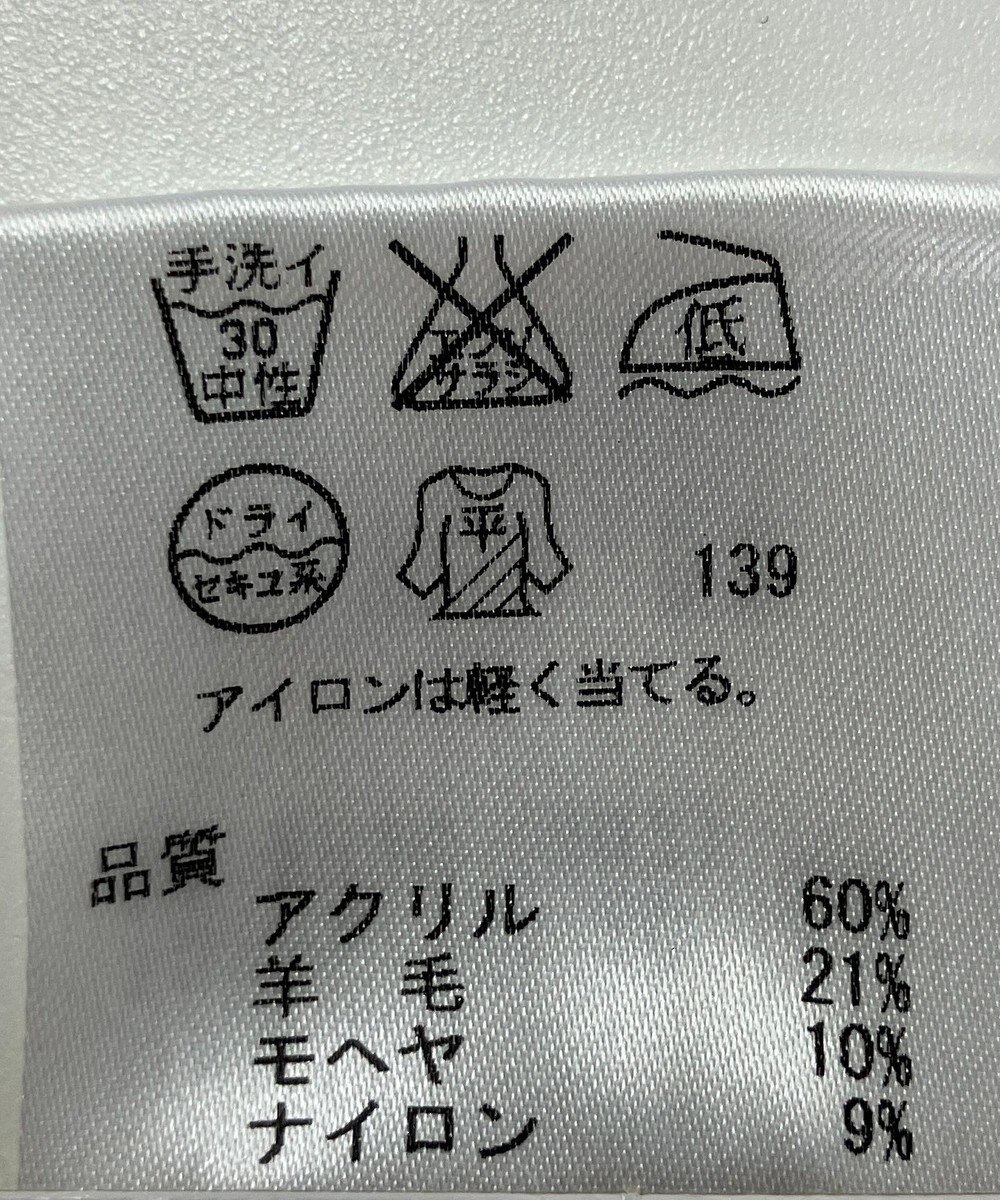 手洗イ
30
中性
エンソ
サラシ
低
ドライ
セキユ系
平
139
アイロンは軽く当てる。
品質
アクリル 60%
羊毛 21%
モヘヤ 10%
ナイロン 9%